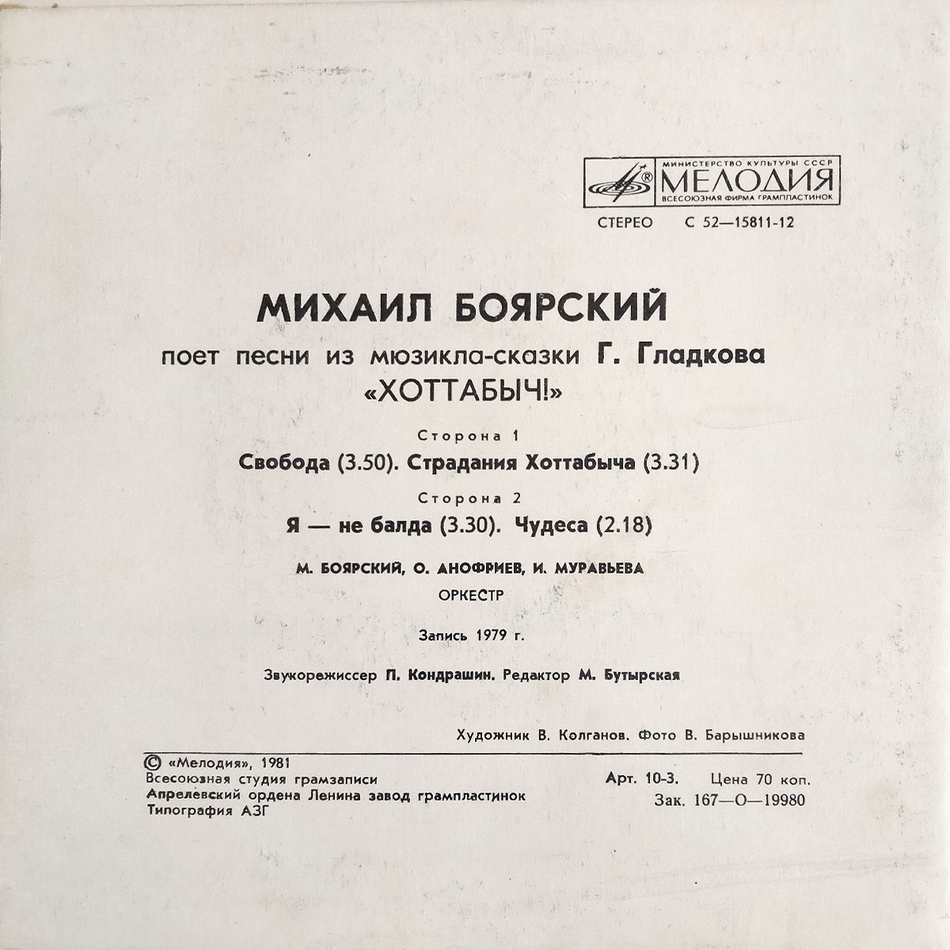 МИНИСТЕРСТВО КУЛЬТУРЫ СССР
® МЕЛОДИЯ
ВСЕСОЮЗНАЯ ФИРМА ГРАМПЛАСТИНОК
СТЕРЕО С 52—15811-12
МИХАИЛ БОЯРСКИЙ
поет песни из мюзикла-сказки Г. Гладкова
«ХОТТАБЫЧ!»
Сторона 1
Свобода (3.50). Страдания Хоттабыча (3.31)
Сторона 2
Я — не балда (3.30). Чудеса (2.18)
М. БОЯРСКИЙ, О. АНОФРИЕВ, И. МУРАВЬЕВА
ОРКЕСТР
Запись 1979 г.
Звукорежиссер П. Кондрашин. Редактор М. Бутырская
Художник В. Колганов. Фото В. Барышникова
© «Мелодия», 1981
Всесоюзная студия грамзаписи
Апрелевский ордена Ленина завод грампластинок
Типография АЗГ
Арт. 10-3. Цена 70 коп.
Зак. 167—О—19980